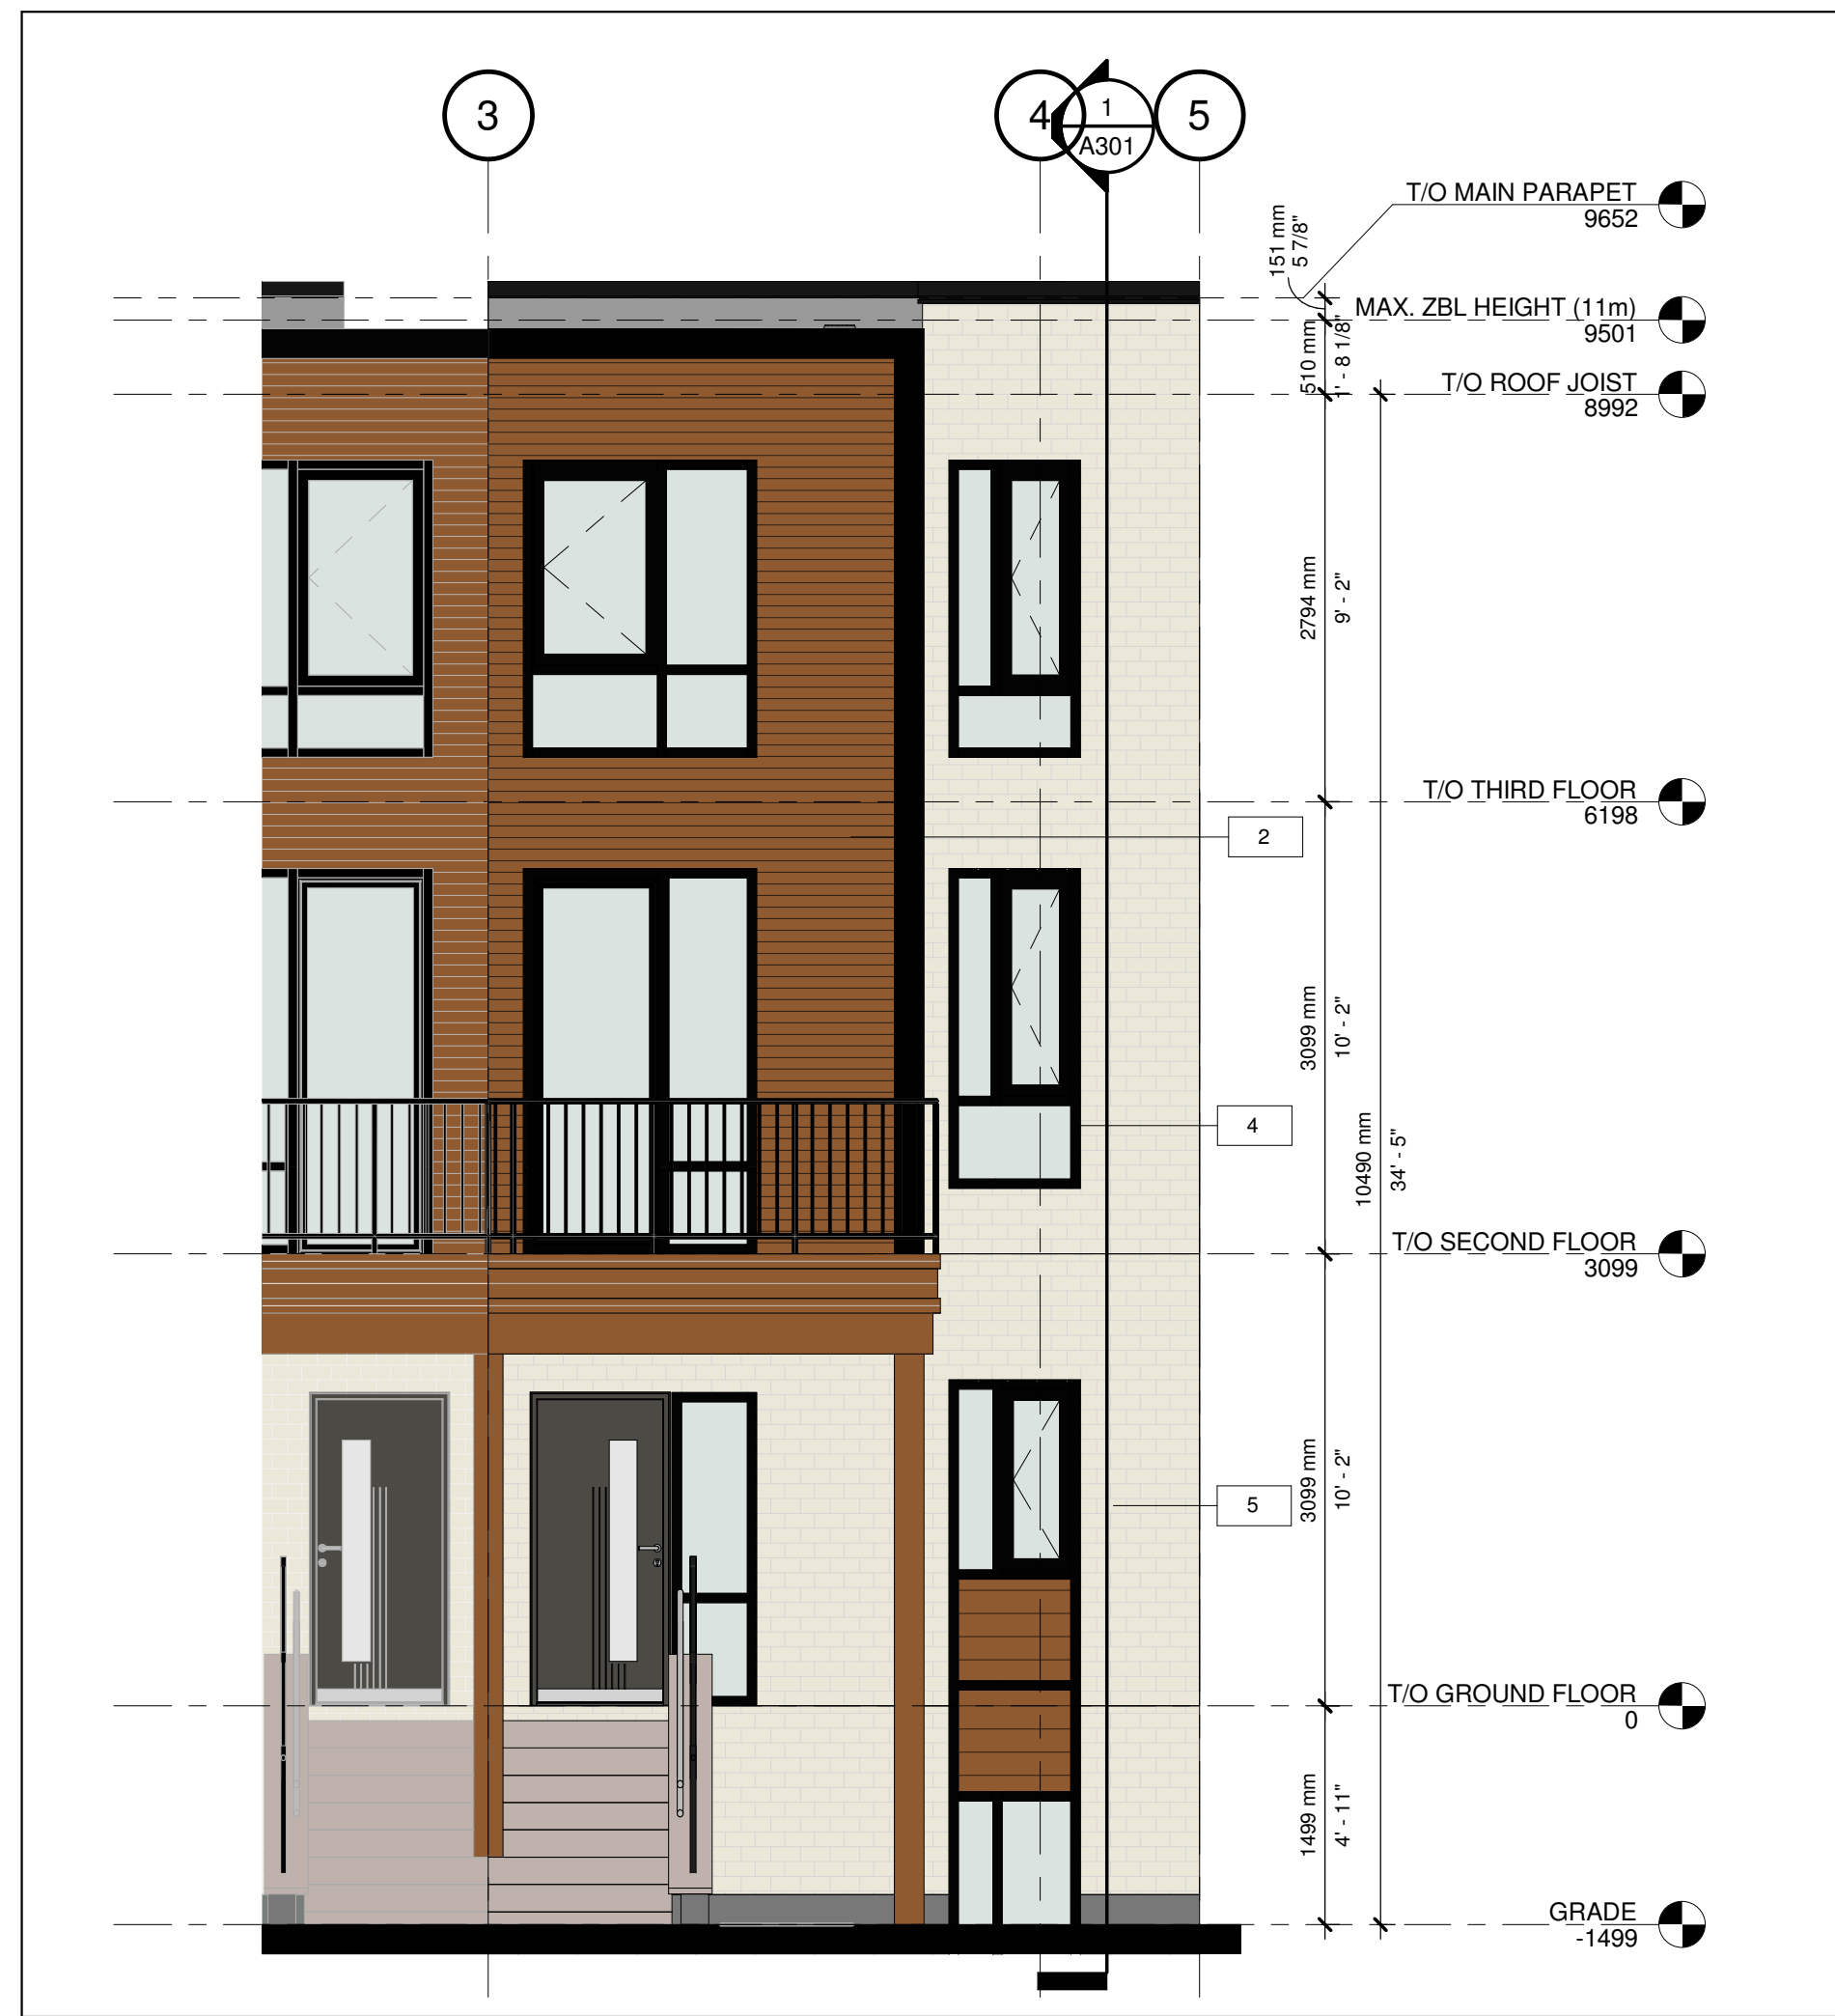 3
4
1
A301
5
T/O MAIN PARAPET
9652
151 mm
5 7/8"
MAX. ZBL HEIGHT (11m)
9501
510 mm
1' - 8 1/8"
T/O ROOF JOIST
8992
2794 mm
9' - 2"
T/O THIRD FLOOR
6198
2
3099 mm
10' - 2"
4
10490 mm
34' - 5"
T/O SECOND FLOOR
3099
5
3099 mm
10' - 2"
T/O GROUND FLOOR
0
1499 mm
4' - 11"
GRADE
-1499